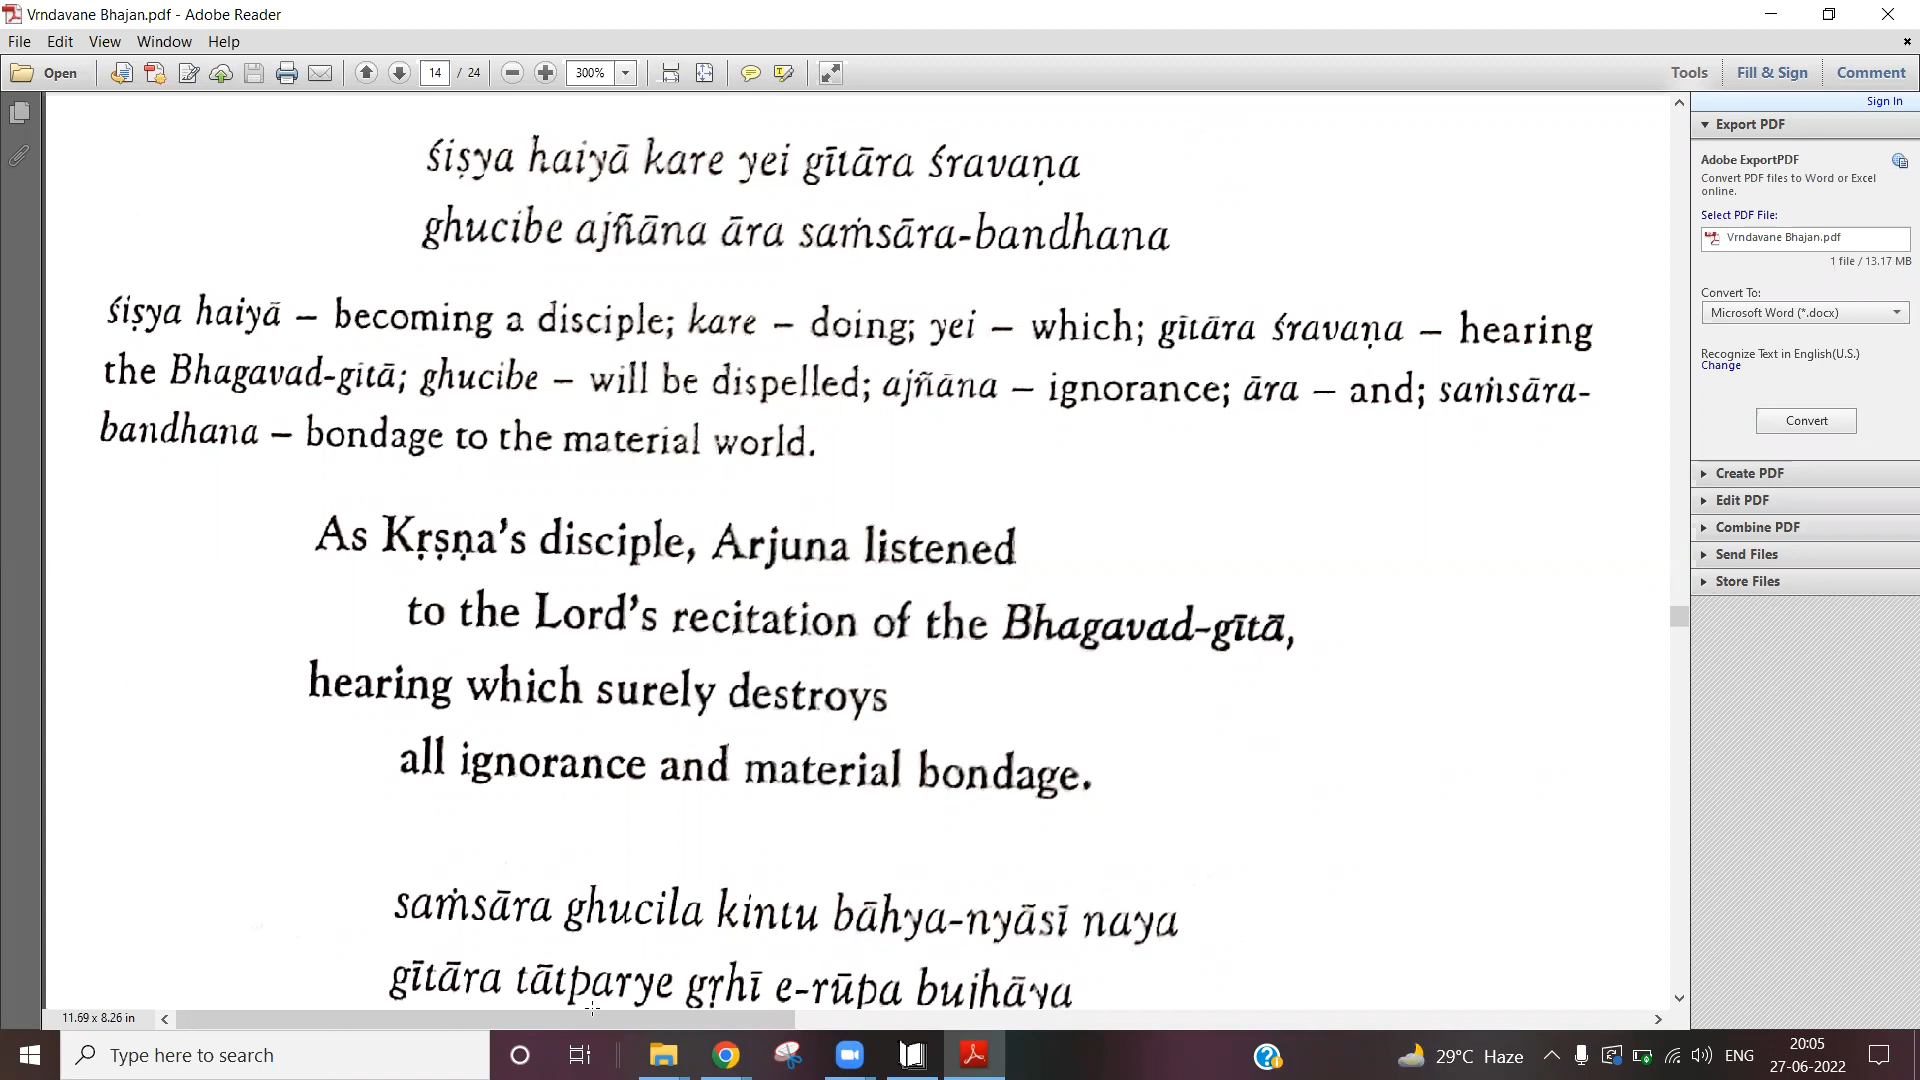 Vrndavane Bhajan.pdf - Adobe Reader
File Edit View Window Help
Open 14 / 24 300% Tools Fill & Sign Comment
Sign In
śiṣya haiyā kare yei gītāra śravaṇa
ghucibe ajñāna āra saṁsāra-bandhana
śiṣya haiyā – becoming a disciple; kare – doing; yei – which; gītāra śravaṇa – hearing
the Bhagavad-gītā; ghucibe – will be dispelled; ajñāna – ignorance; āra – and; saṁsāra-
bandhana – bondage to the material world.
As Kṛṣṇa's disciple, Arjuna listened
to the Lord's recitation of the Bhagavad-gītā,
hearing which surely destroys
all ignorance and material bondage.
saṁsāra ghucila kintu bāhya-nyāsī naya
gītāra tātparye gṛhī e-rūpa bujhāya
Export PDF
Adobe ExportPDF
Convert PDF files to Word or Excel
online.
Select PDF File:
Vrndavane Bhajan.pdf
1 file / 13.17 MB
Convert To:
Microsoft Word (*.docx)
Recognize Text in English(U.S.)
Change
Convert
Create PDF
Edit PDF
Combine PDF
Send Files
Store Files
11.69 x 8.26 in
Type here to search
29°C Haze
ENG
20:05
27-06-2022